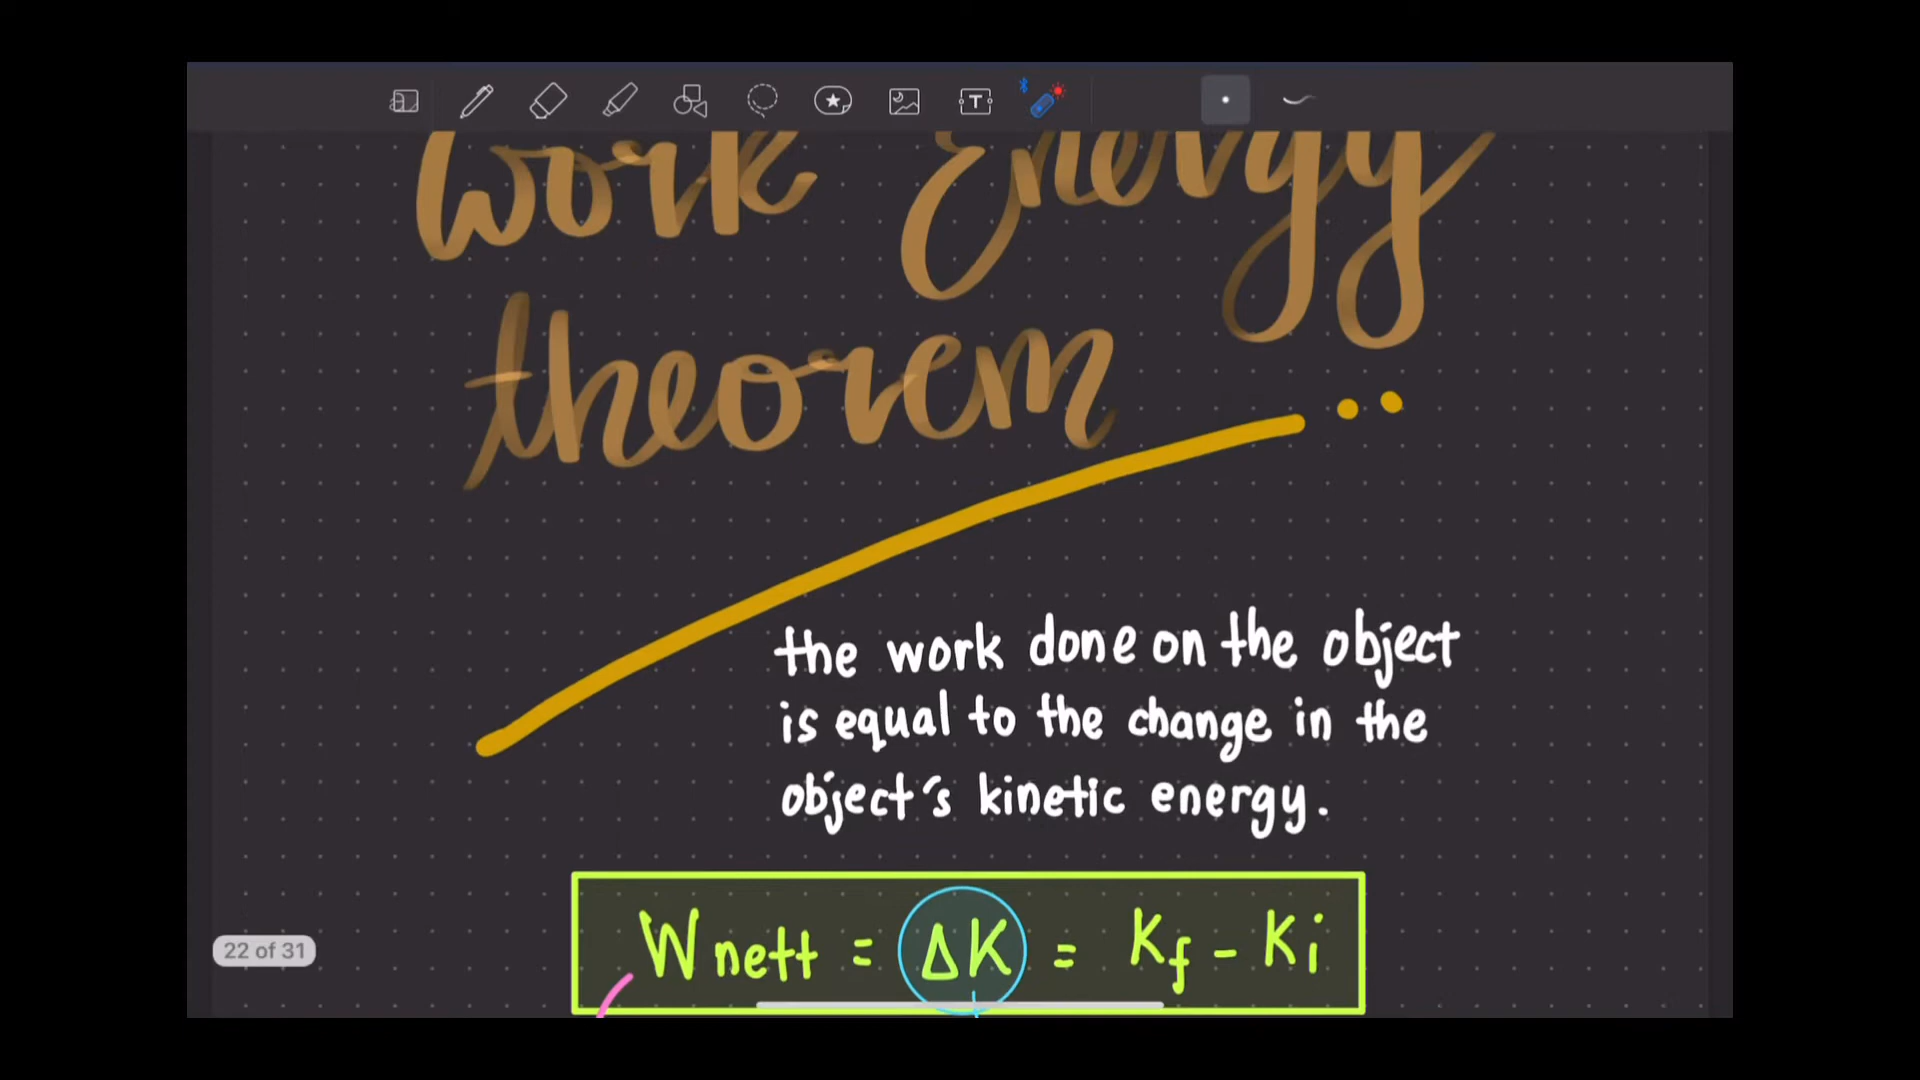 Work Energy
theorem
the work done on the object
is equal to the change in the
object's kinetic energy.
Wnett = ΔK = Kf - Ki
22 of 31